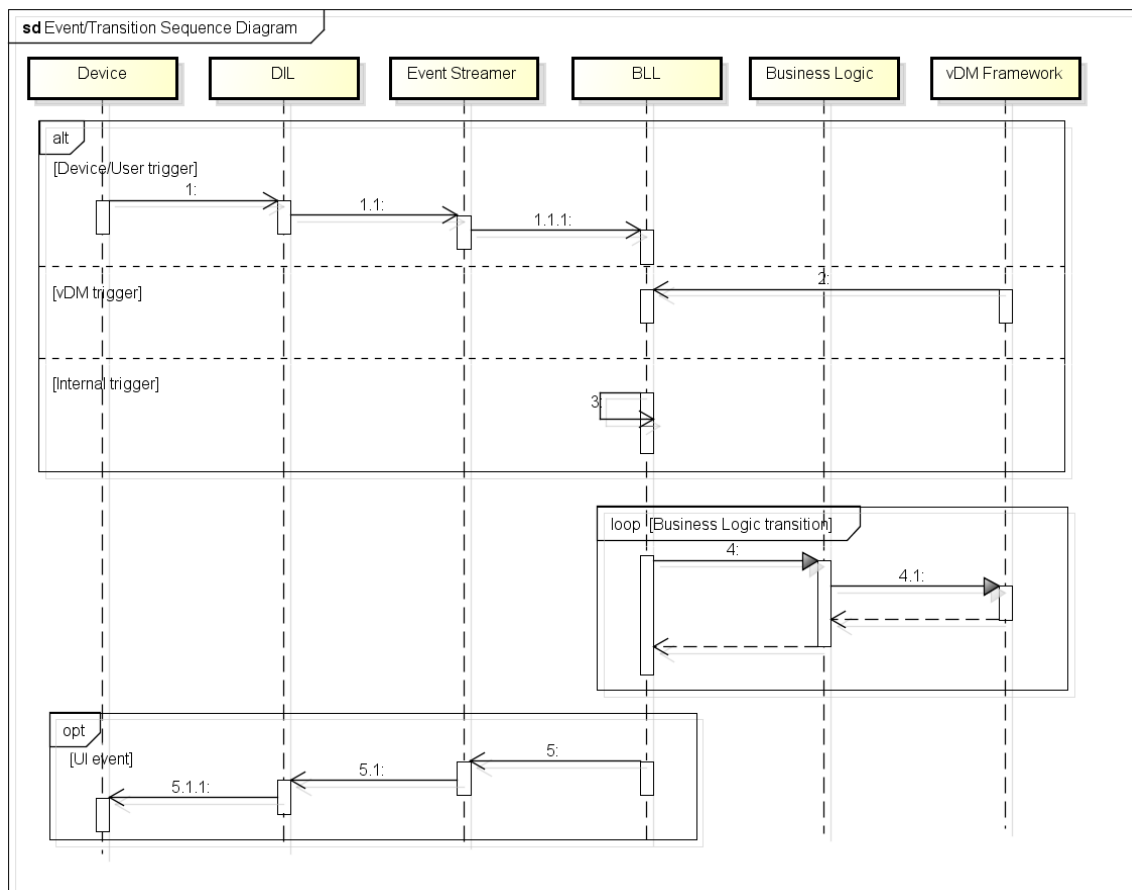 sd Event/Transition Sequence Diagram
Device DIL Event Streamer BLL Business Logic vDM Framework
alt
[Device/User trigger]
1:
1.1:
1.1.1:
[vDM trigger]
2:
[Internal trigger]
3:
loop [Business Logic transition]
4:
4.1:
opt
[UI event]
5:
5.1:
5.1.1: